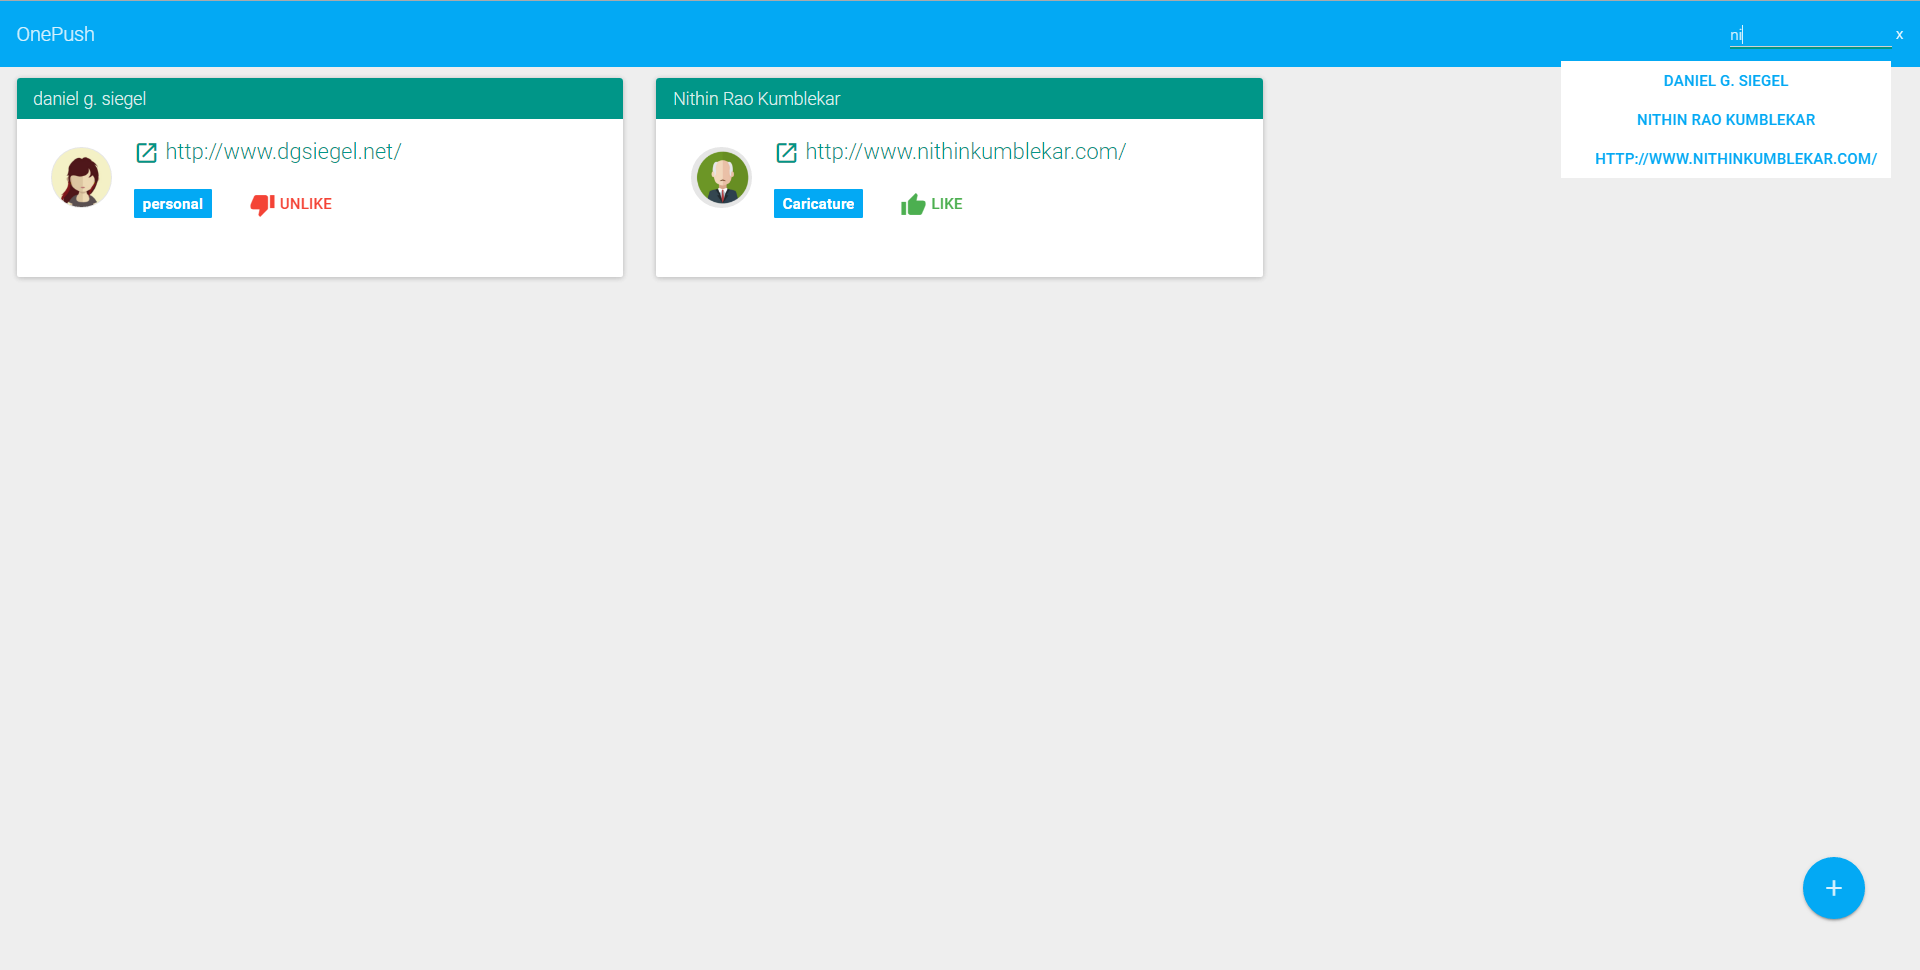 OnePush
ni x
DANIEL G. SIEGEL
NITHIN RAO KUMBLEKAR
HTTP://WWW.NITHINKUMBLEKAR.COM/
daniel g. siegel
http://www.dgsiegel.net/
personal UNLIKE
Nithin Rao Kumblekar
http://www.nithinkumblekar.com/
Caricature LIKE
+